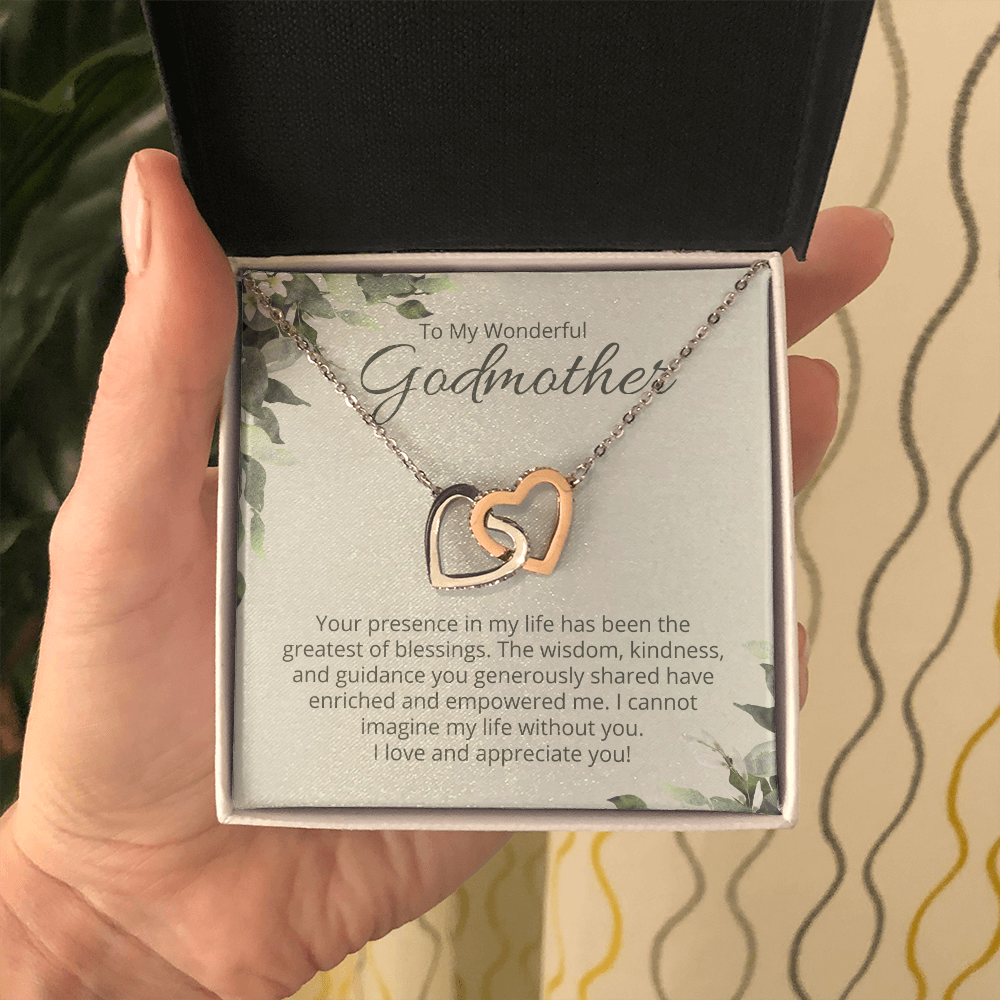 To My Wonderful
Godmother
Your presence in my life has been the
greatest of blessings. The wisdom, kindness,
and guidance you generously shared have
enriched and empowered me. I cannot
imagine my life without you.
I love and appreciate you!